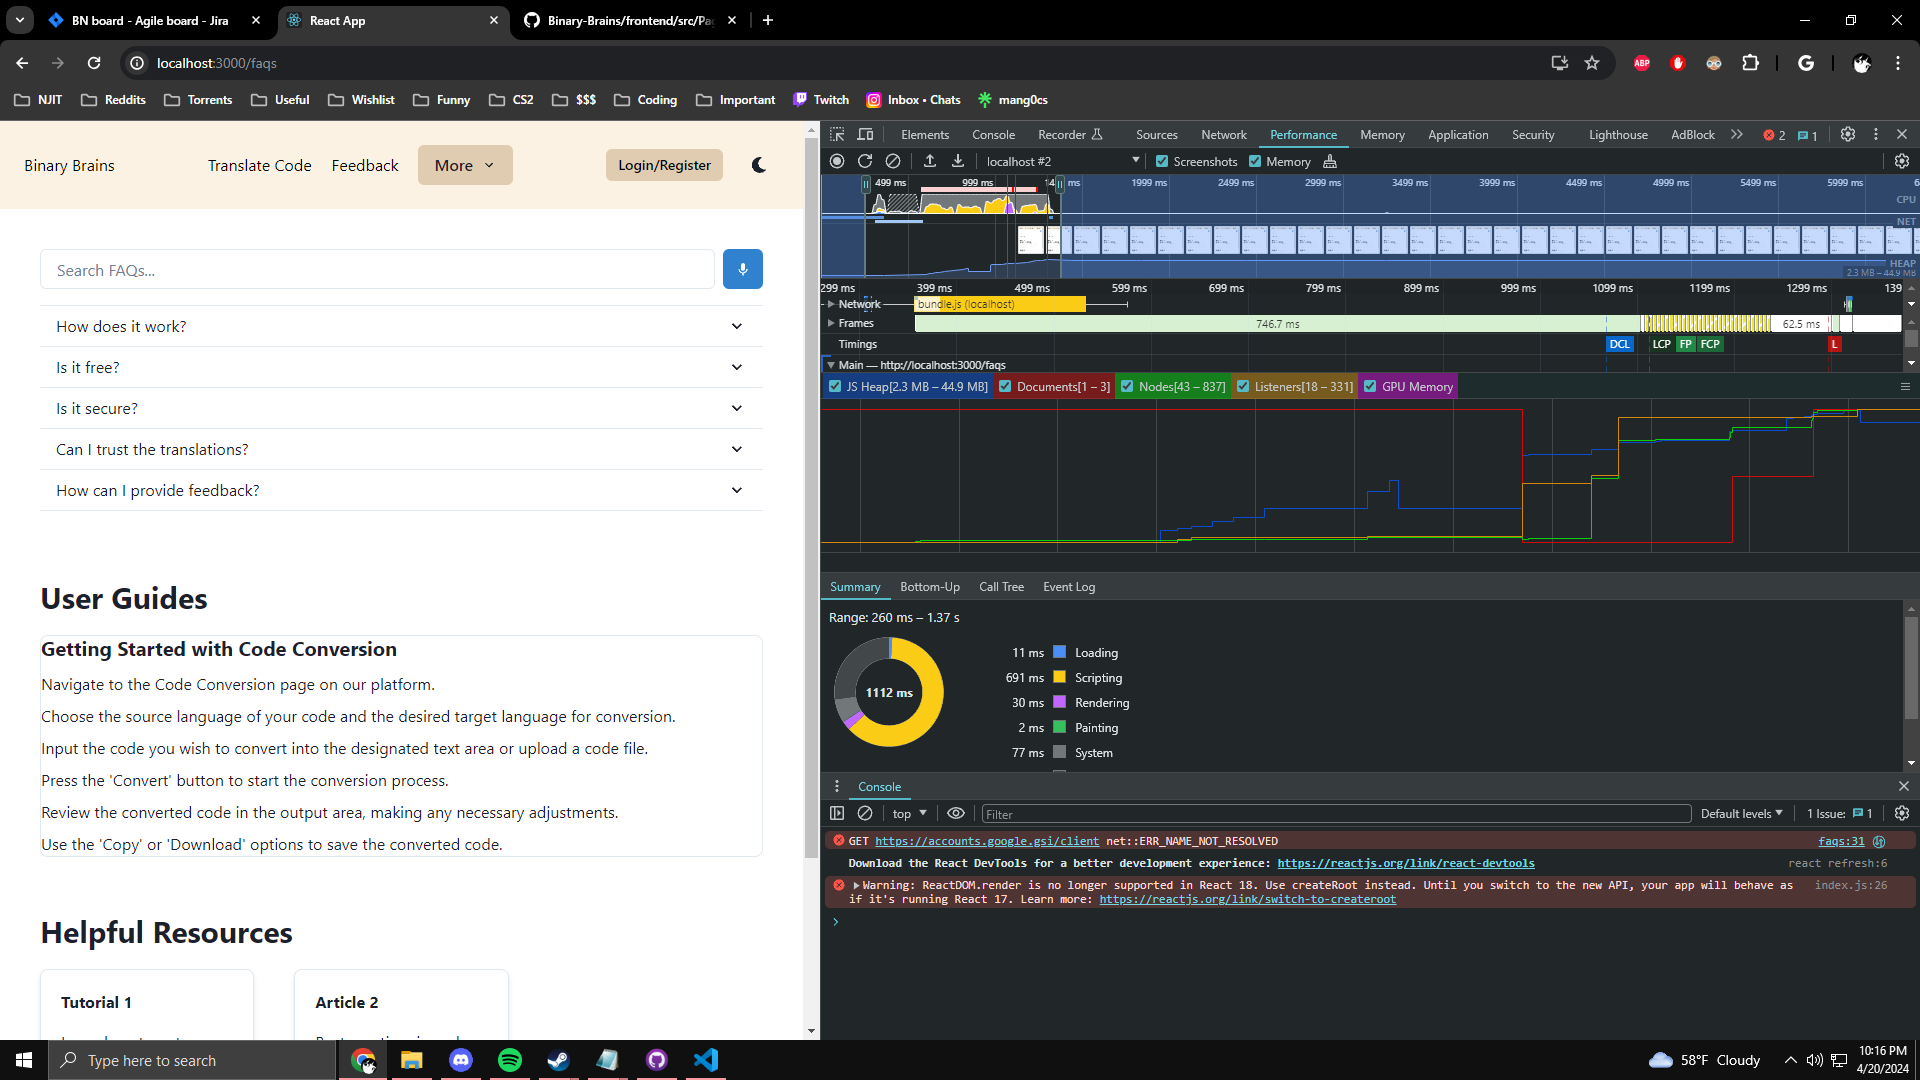 BN board - Agile board - Jira
React App
Binary-Brains/frontend/src/Pa
localhost:3000/faqs
NJIT
Reddits
Torrents
Useful
Wishlist
Funny
CS2
$$$
Coding
Important
Twitch
Inbox • Chats
mang0cs
Binary Brains
Translate Code
Feedback
More
Login/Register
Search FAQs...
How does it work?
Is it free?
Is it secure?
Can I trust the translations?
How can I provide feedback?
User Guides
Getting Started with Code Conversion
Navigate to the Code Conversion page on our platform.
Choose the source language of your code and the desired target language for conversion.
Input the code you wish to convert into the designated text area or upload a code file.
Press the 'Convert' button to start the conversion process.
Review the converted code in the output area, making any necessary adjustments.
Use the 'Copy' or 'Download' options to save the converted code.
Helpful Resources
Tutorial 1
Article 2
Elements Console Recorder Sources Network Performance Memory Application Security Lighthouse AdBlock 2 1
localhost #2 Screenshots Memory
499 ms 999 ms 1999 ms 2499 ms 2999 ms 3499 ms 3999 ms 4499 ms 4999 ms 5499 ms 5999 ms
CPU
NET
HEAP
2.3 MB – 44.9 MB
299 ms 399 ms 499 ms 599 ms 699 ms 799 ms 899 ms 999 ms 1099 ms 1199 ms 1299 ms 139
Network bundle.js (localhost)
Frames 746.7 ms 62.5 ms
Timings DCL LCP FP FCP L
Main — http://localhost:3000/faqs
JS Heap[2.3 MB – 44.9 MB] Documents[1 – 3] Nodes[43 – 837] Listeners[18 – 331] GPU Memory
Summary Bottom-Up Call Tree Event Log
Range: 260 ms – 1.37 s
1112 ms
11 ms Loading
691 ms Scripting
30 ms Rendering
2 ms Painting
77 ms System
Console
top Filter Default levels 1 Issue: 1
GET https://accounts.google.gsi/client net::ERR_NAME_NOT_RESOLVED faqs:31
Download the React DevTools for a better development experience: https://reactjs.org/link/react-devtools react refresh:6
Warning: ReactDOM.render is no longer supported in React 18. Use createRoot instead. Until you switch to the new API, your app will behave as index.js:26
if it's running React 17. Learn more: https://reactjs.org/link/switch-to-createroot
Type here to search
58°F Cloudy
10:16 PM
4/20/2024